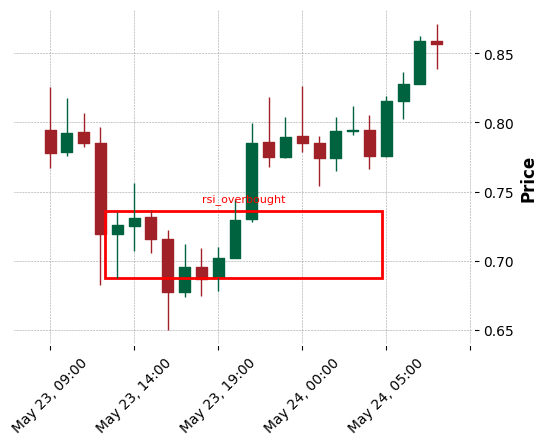 0.85
0.80
rsi_overbought
0.75
0.70
0.65
Price
May 23, 09:00
May 23, 14:00
May 23, 19:00
May 24, 00:00
May 24, 05:00